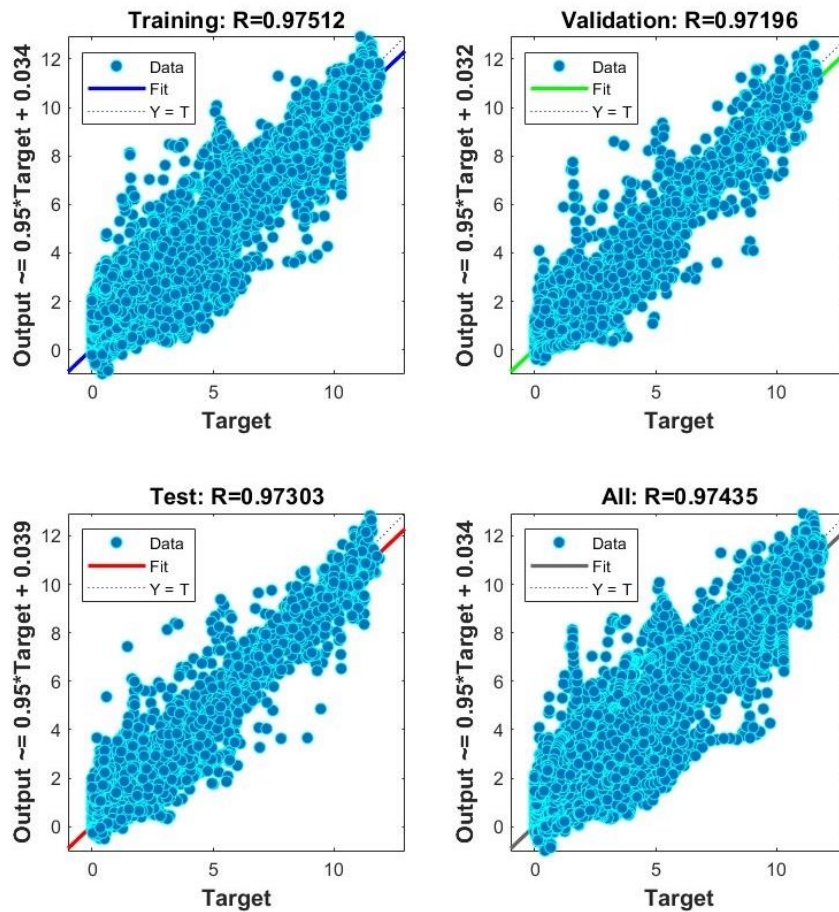 Training: R=0.97512
Output ~= 0.95*Target + 0.034
12
10
8
6
4
2
0
Data
Fit
Y = T
0 5 10
Target
Validation: R=0.97196
Output ~= 0.95*Target + 0.032
12
10
8
6
4
2
0
Data
Fit
Y = T
0 5 10
Target
Test: R=0.97303
Output ~= 0.95*Target + 0.039
12
10
8
6
4
2
0
Data
Fit
Y = T
0 5 10
Target
All: R=0.97435
Output ~= 0.95*Target + 0.034
12
10
8
6
4
2
0
Data
Fit
Y = T
0 5 10
Target